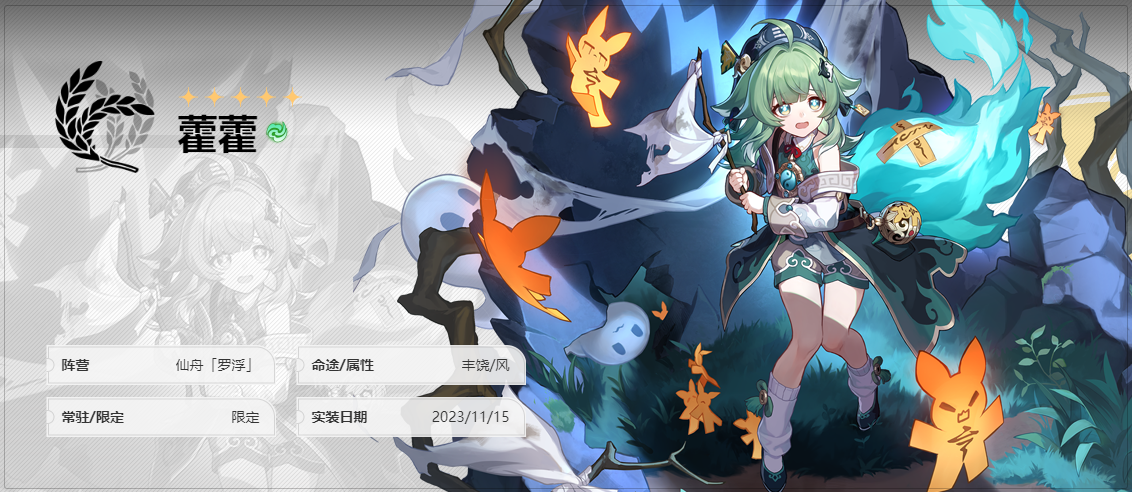 藿藿
阵营 仙舟「罗浮」
命途/属性 丰饶/风
常驻/限定 限定
实装日期 2023/11/15